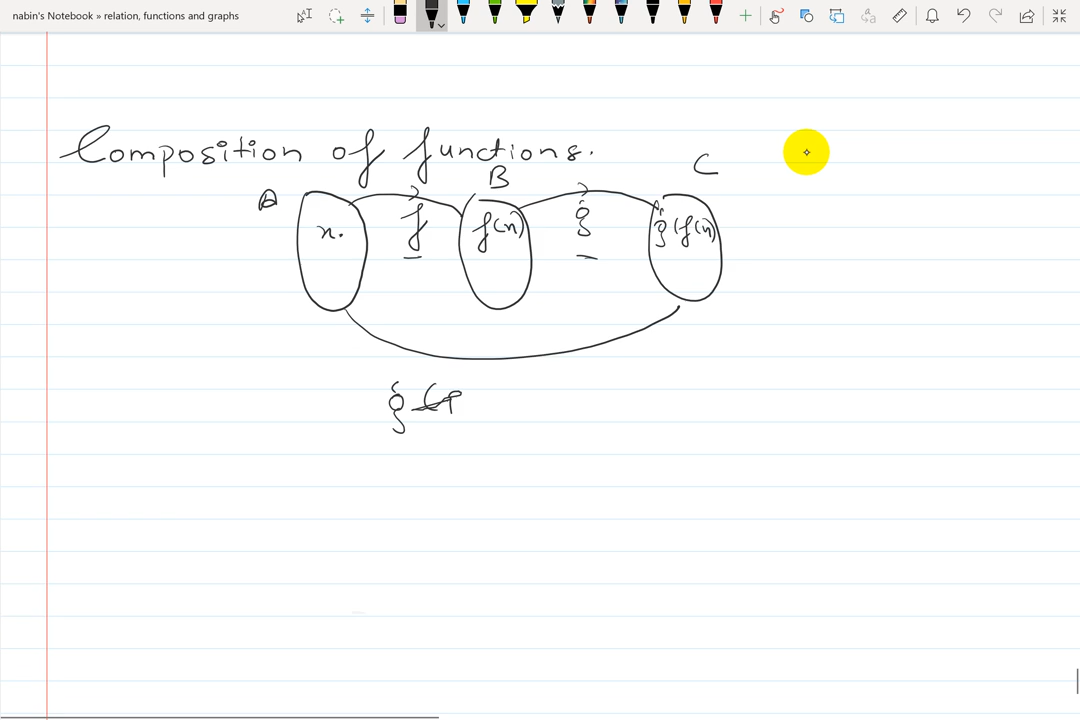 nabin's Notebook » relation, functions and graphs
Composition of functions.
A B C
x. f f(x) g g(f(x)
g